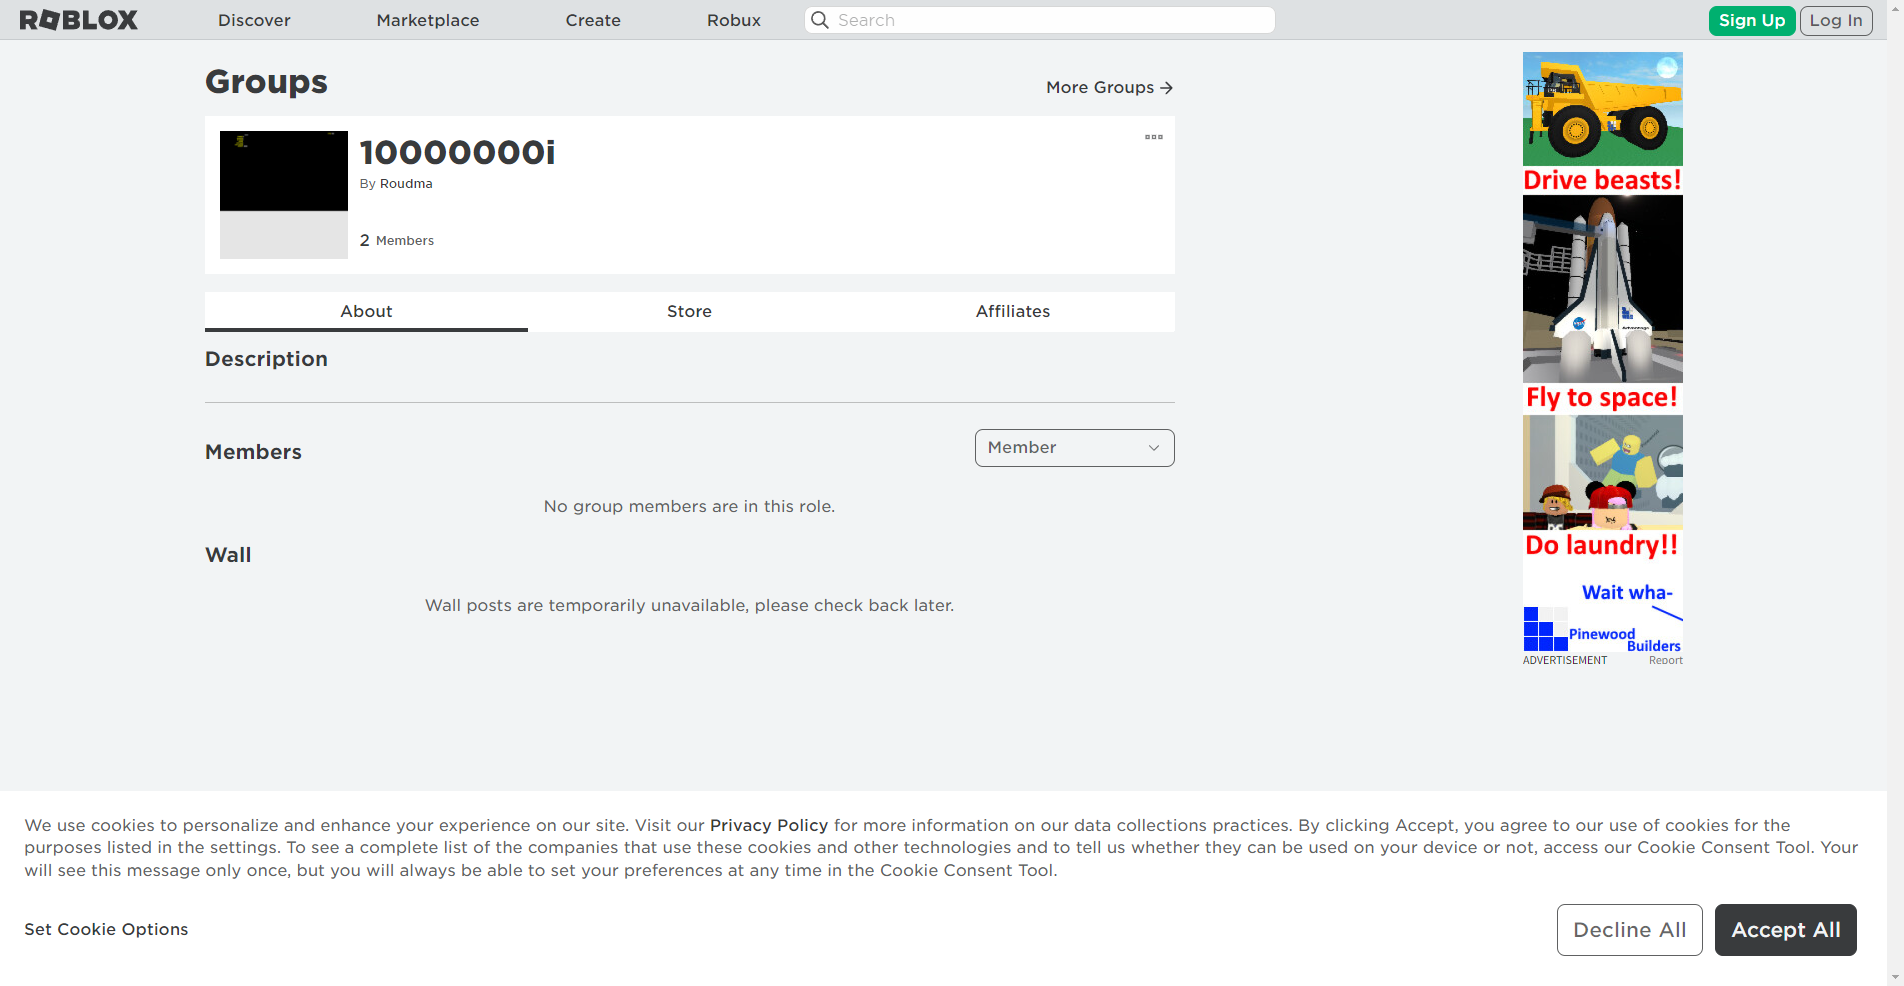 ROBLOX
Discover
Marketplace
Create
Robux
Search
Sign Up
Log In
Groups
More Groups
10000000i
By Roudma
2 Members
About
Store
Affiliates
Description
Members
Member
No group members are in this role.
Wall
Wall posts are temporarily unavailable, please check back later.
Drive beasts!
Fly to space!
Do laundry!!
Wait wha-
Pinewood
Builders
ADVERTISEMENT
Report
We use cookies to personalize and enhance your experience on our site. Visit our Privacy Policy for more information on our data collections practices. By clicking Accept, you agree to our use of cookies for the
purposes listed in the settings. To see a complete list of the companies that use these cookies and other technologies and to tell us whether they can be used on your device or not, access our Cookie Consent Tool. Your
will see this message only once, but you will always be able to set your preferences at any time in the Cookie Consent Tool.
Set Cookie Options
Decline All
Accept All